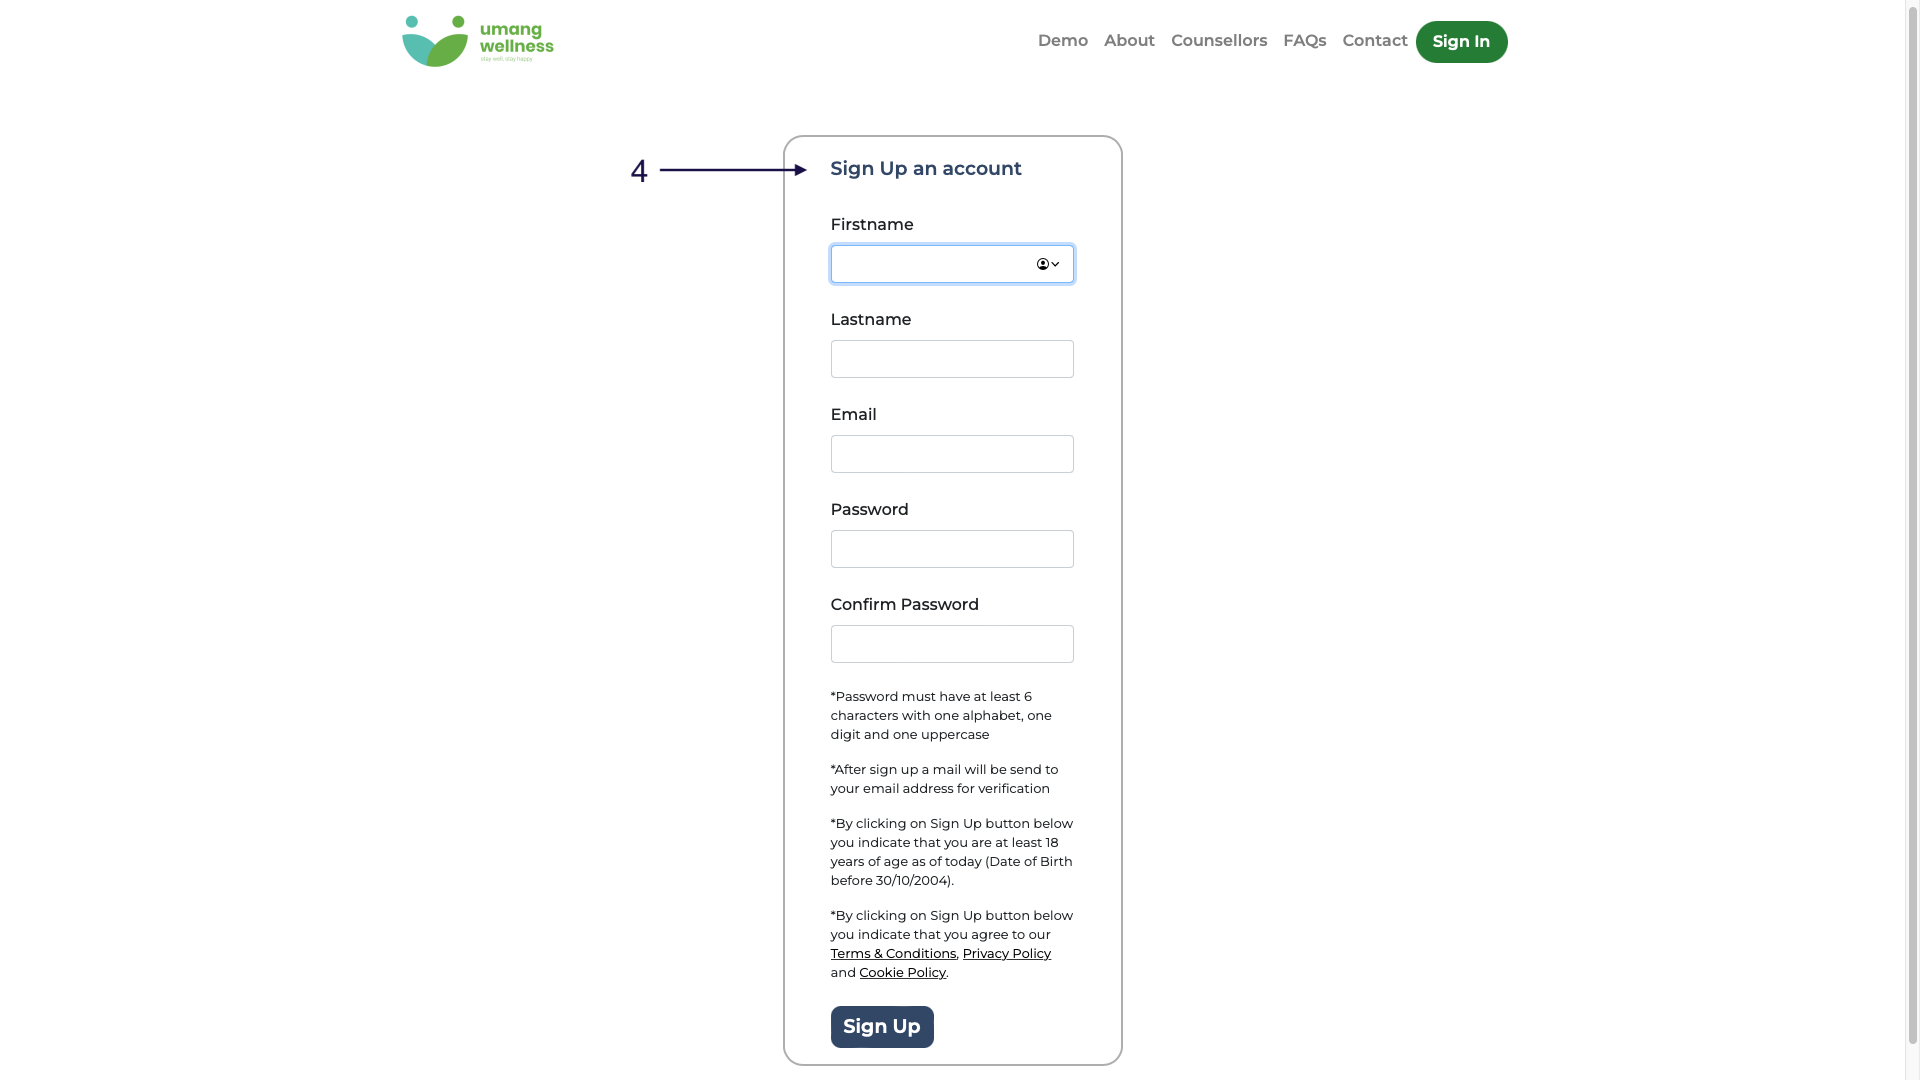 umang
wellness
stay well, stay happy
Demo About Counsellors FAQs Contact Sign In
4
Sign Up an account
Firstname
Lastname
Email
Password
Confirm Password
*Password must have at least 6
characters with one alphabet, one
digit and one uppercase
*After sign up a mail will be send to
your email address for verification
*By clicking on Sign Up button below
you indicate that you are at least 18
years of age as of today (Date of Birth
before 30/10/2004).
*By clicking on Sign Up button below
you indicate that you agree to our
Terms & Conditions, Privacy Policy
and Cookie Policy.
Sign Up